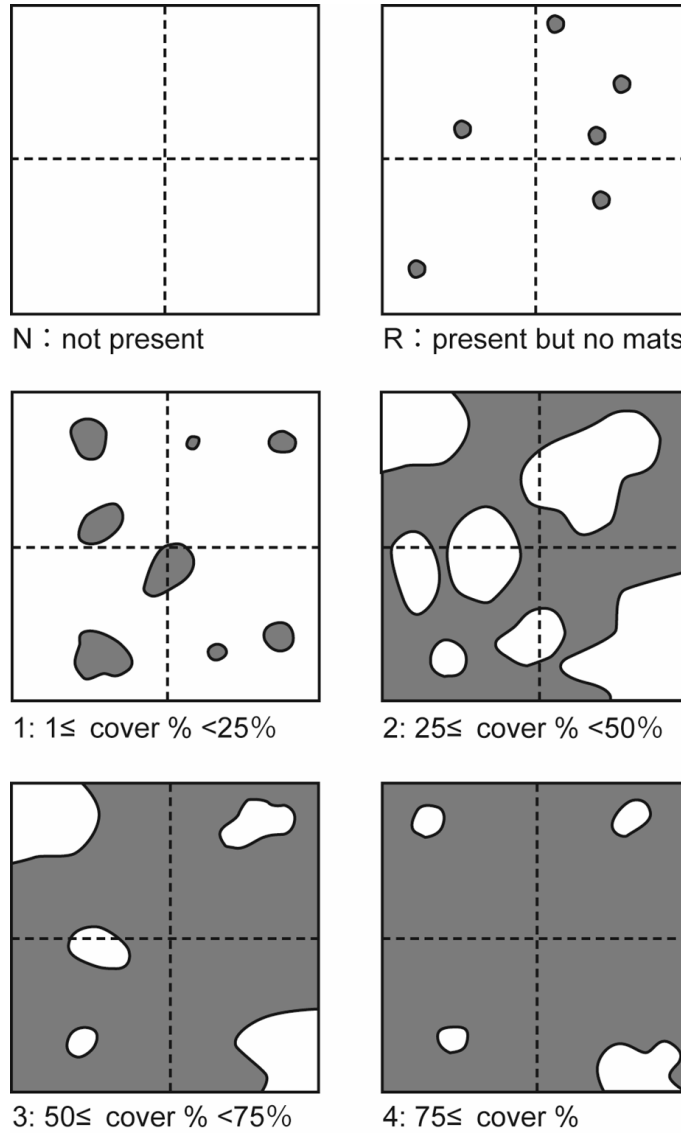 N：not present
R：present but no mats
1: 1≤ cover % <25%
2: 25≤ cover % <50%
3: 50≤ cover % <75%
4: 75≤ cover %